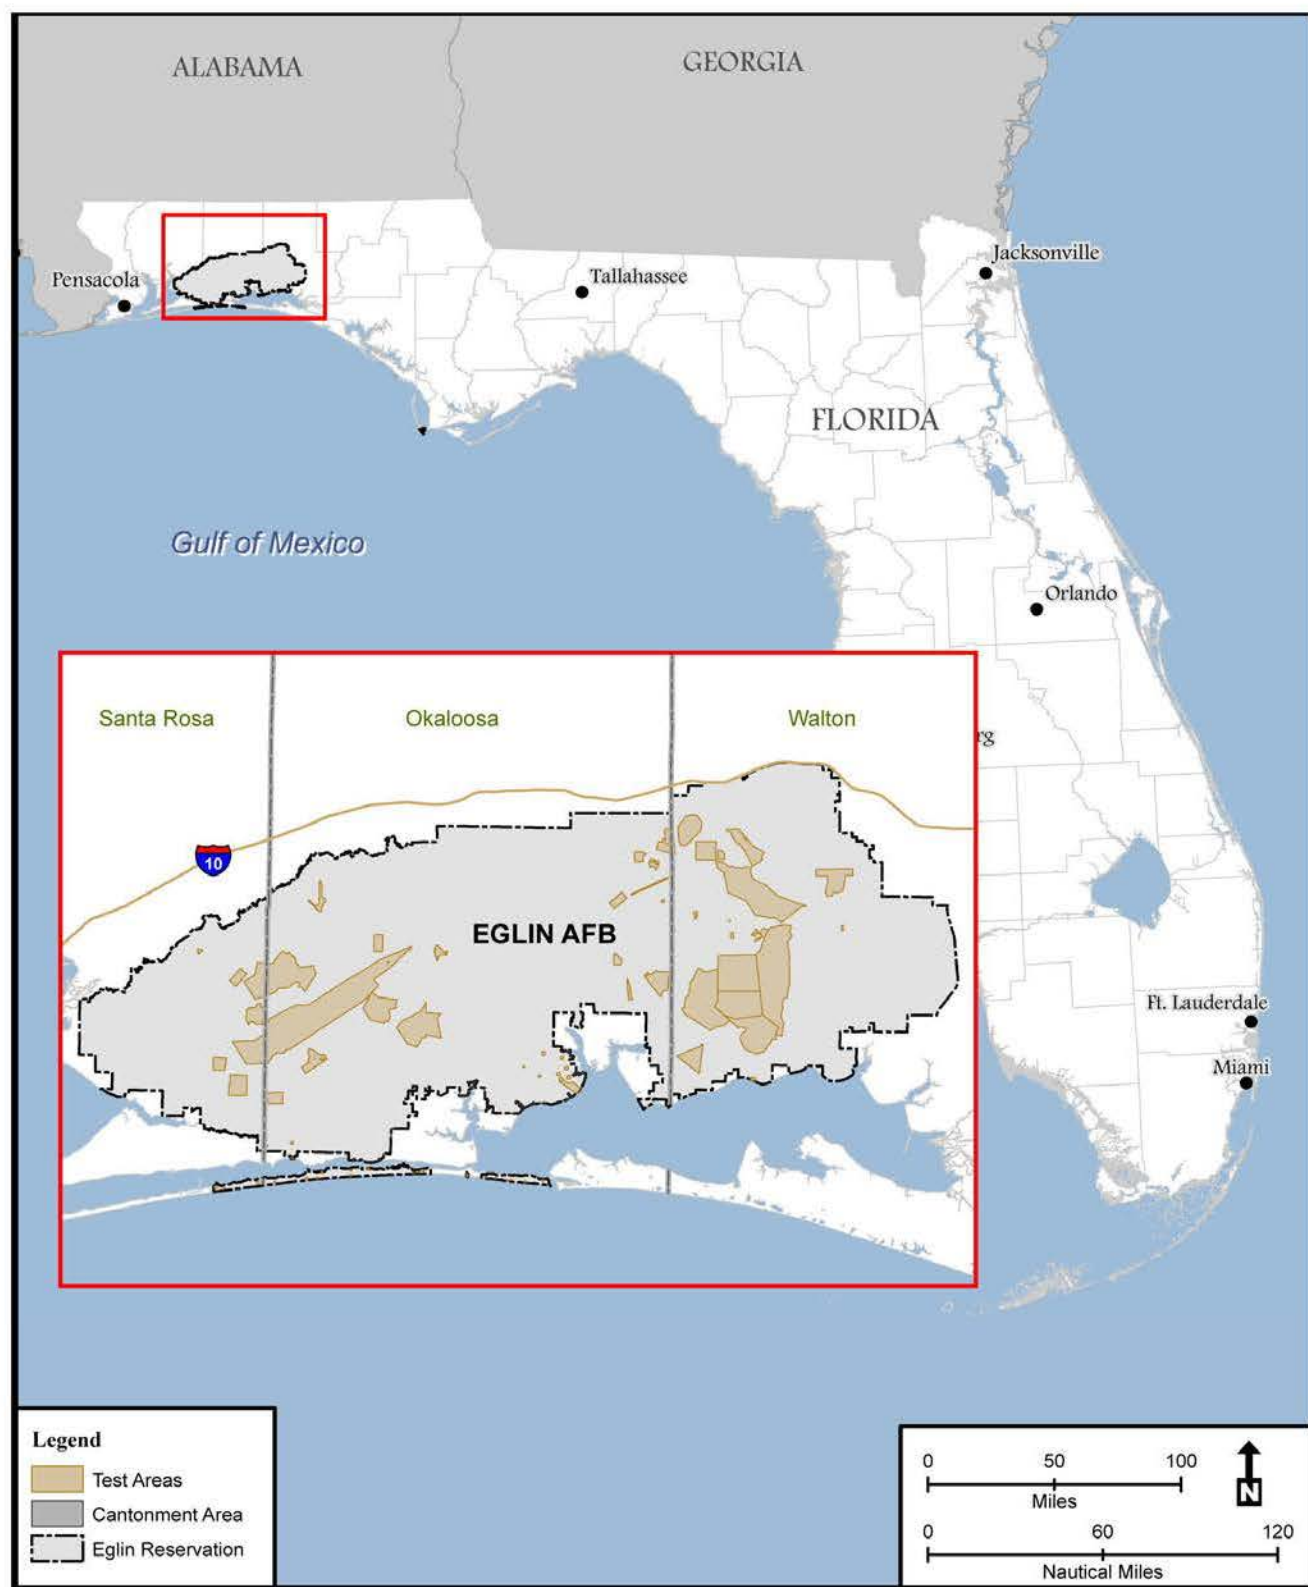 ALABAMA
GEORGIA
Pensacola
Tallahassee
Jacksonville
FLORIDA
Gulf of Mexico
Orlando
Santa Rosa
Okaloosa
Walton
rg
10
EGLIN AFB
Ft. Lauderdale
Miami
Legend
Test Areas
Cantonment Area
Eglin Reservation
0 50 100
Miles
N
0 60 120
Nautical Miles